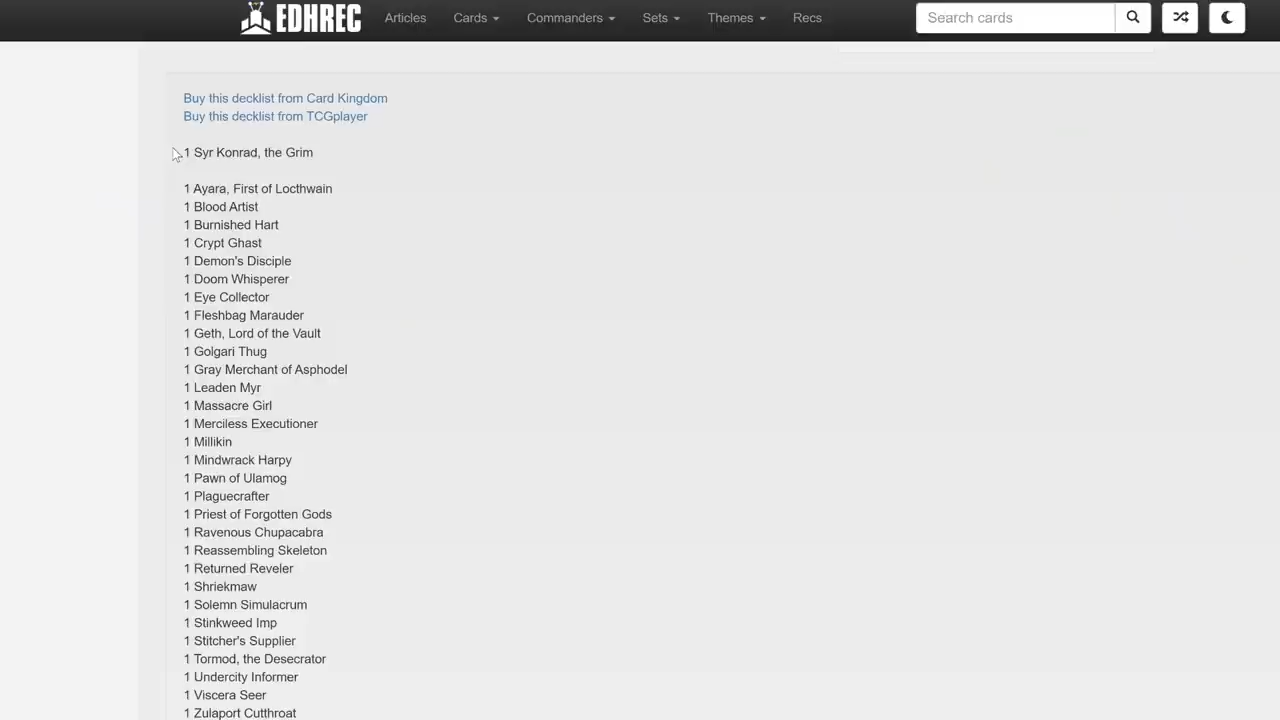 EDHREC Articles Cards Commanders Sets Themes Recs Search cards
Buy this decklist from Card Kingdom
Buy this decklist from TCGplayer
1 Syr Konrad, the Grim
1 Ayara, First of Locthwain
1 Blood Artist
1 Burnished Hart
1 Crypt Ghast
1 Demon's Disciple
1 Doom Whisperer
1 Eye Collector
1 Fleshbag Marauder
1 Geth, Lord of the Vault
1 Golgari Thug
1 Gray Merchant of Asphodel
1 Leaden Myr
1 Massacre Girl
1 Merciless Executioner
1 Millikin
1 Mindwrack Harpy
1 Pawn of Ulamog
1 Plaguecrafter
1 Priest of Forgotten Gods
1 Ravenous Chupacabra
1 Reassembling Skeleton
1 Returned Reveler
1 Shriekmaw
1 Solemn Simulacrum
1 Stinkweed Imp
1 Stitcher's Supplier
1 Tormod, the Desecrator
1 Undercity Informer
1 Viscera Seer
1 Zulaport Cutthroat